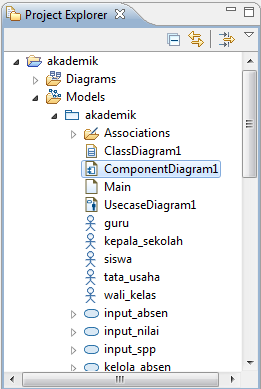 Project Explorer
akademik
Diagrams
Models
akademik
Associations
ClassDiagram1
ComponentDiagram1
Main
UsecaseDiagram1
guru
kepala_sekolah
siswa
tata_usaha
wali_kelas
input_absen
input_nilai
input_spp
kelola_absen